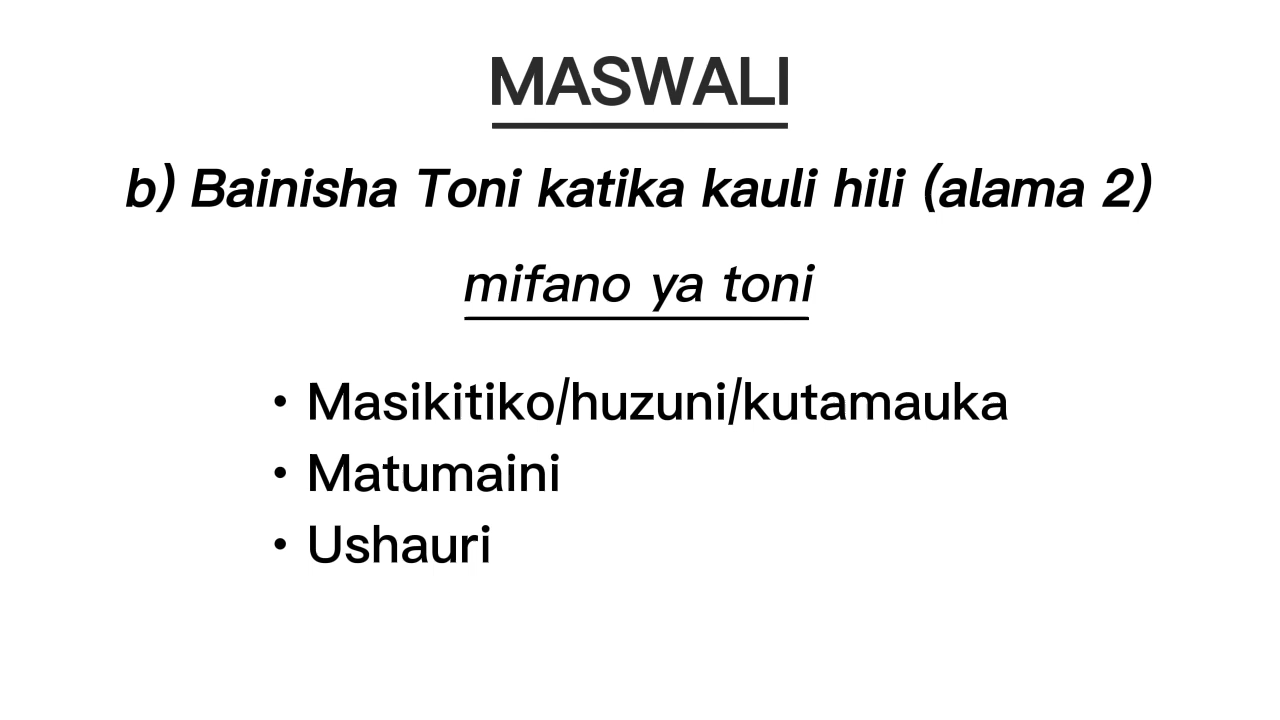 MASWALI
b) Bainisha Toni katika kauli hili (alama 2)
mifano ya toni
• Masikitiko/huzuni/kutamauka
• Matumaini
• Ushauri